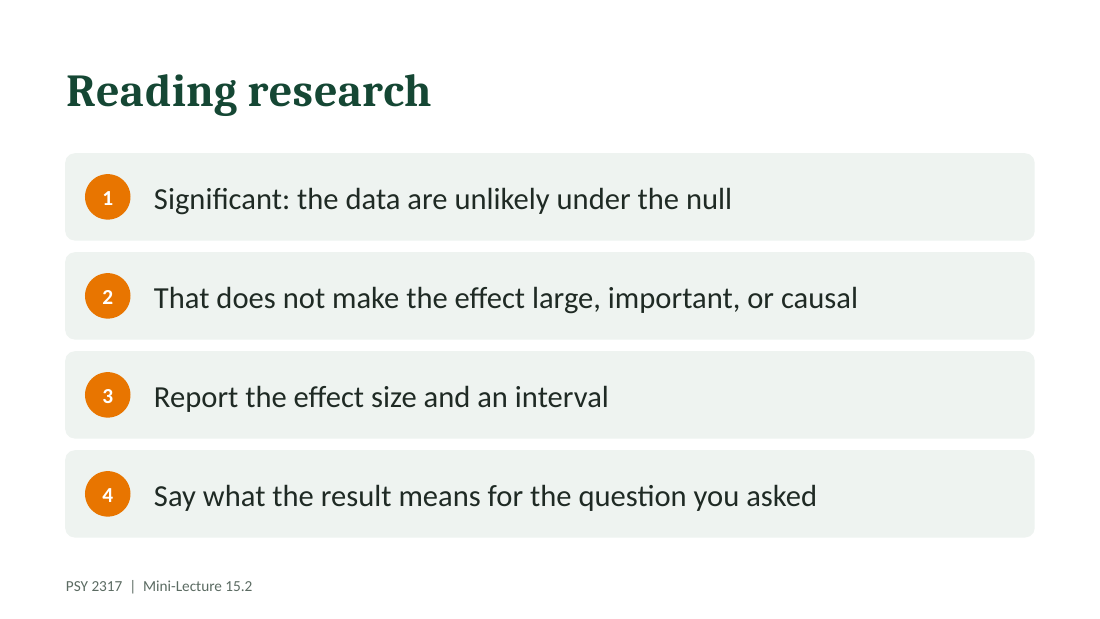 Reading research
1 Significant: the data are unlikely under the null
2 That does not make the effect large, important, or causal
3 Report the effect size and an interval
4 Say what the result means for the question you asked
PSY 2317 | Mini-Lecture 15.2